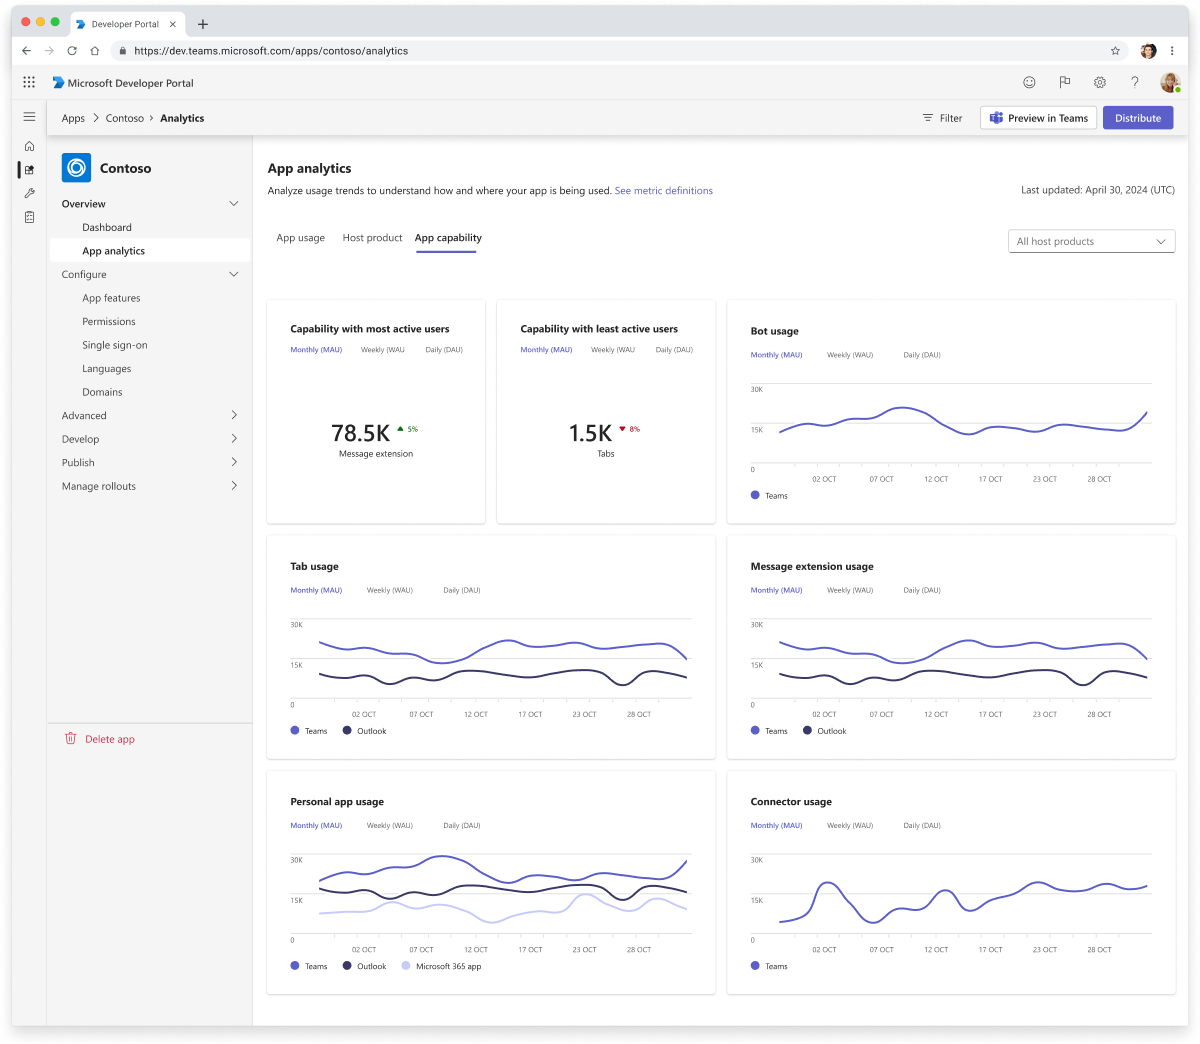 Developer Portal
https://dev.teams.microsoft.com/apps/contoso/analytics
Microsoft Developer Portal
Apps Contoso Analytics
Filter
Preview in Teams
Distribute
Contoso
Overview
Dashboard
App analytics
Configure
App features
Permissions
Single sign-on
Languages
Domains
Advanced
Develop
Publish
Manage rollouts
Delete app
App analytics
Analyze usage trends to understand how and where your app is being used. See metric definitions
Last updated: April 30, 2024 (UTC)
App usage Host product App capability
All host products
Capability with most active users
Monthly (MAU) Weekly (WAU Daily (DAU)
78.5K 5%
Message extension
Capability with least active users
Monthly (MAU) Weekly (WAU Daily (DAU)
1.5K 8%
Tabs
Bot usage
Monthly (MAU) Weekly (WAU) Daily (DAU)
30K
15K
0
02 OCT 07 OCT 12 OCT 17 OCT 23 OCT 28 OCT
Teams
Tab usage
Monthly (MAU) Weekly (WAU) Daily (DAU)
30K
15K
0
02 OCT 07 OCT 12 OCT 17 OCT 23 OCT 28 OCT
Teams Outlook
Message extension usage
Monthly (MAU) Weekly (WAU) Daily (DAU)
30K
15K
0
02 OCT 07 OCT 12 OCT 17 OCT 23 OCT 28 OCT
Teams Outlook
Personal app usage
Monthly (MAU) Weekly (WAU) Daily (DAU)
30K
15K
0
02 OCT 07 OCT 12 OCT 17 OCT 23 OCT 28 OCT
Teams Outlook Microsoft 365 app
Connector usage
Monthly (MAU) Weekly (WAU) Daily (DAU)
30K
15K
0
02 OCT 07 OCT 12 OCT 17 OCT 23 OCT 28 OCT
Teams